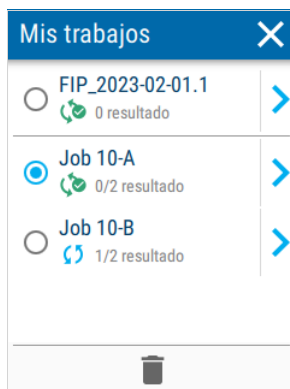 Mis trabajos
FIP_2023-02-01.1
0 resultado
Job 10-A
0/2 resultado
Job 10-B
1/2 resultado